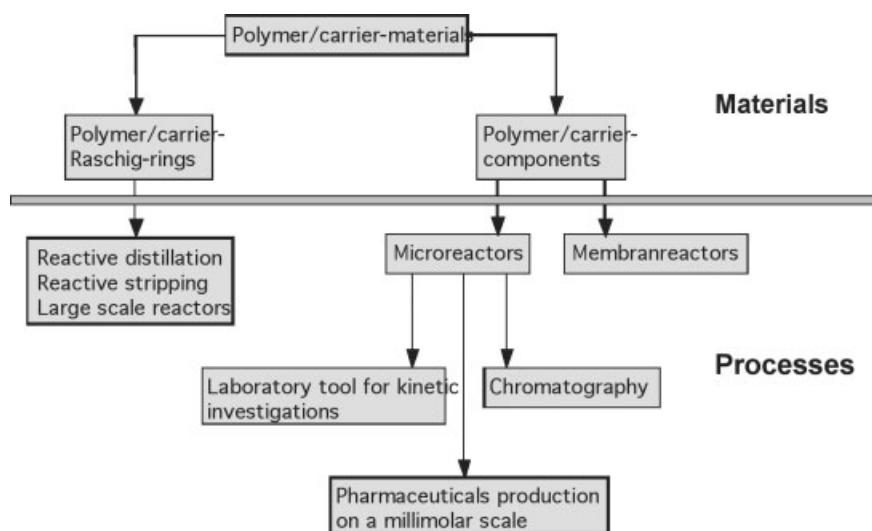 Polymer/carrier-materials
Materials
Polymer/carrier-
Raschig-rings
Polymer/carrier-
components
Reactive distillation
Reactive stripping
Large scale reactors
Microreactors
Membranreactors
Processes
Laboratory tool for kinetic
investigations
Chromatography
Pharmaceuticals production
on a millimolar scale